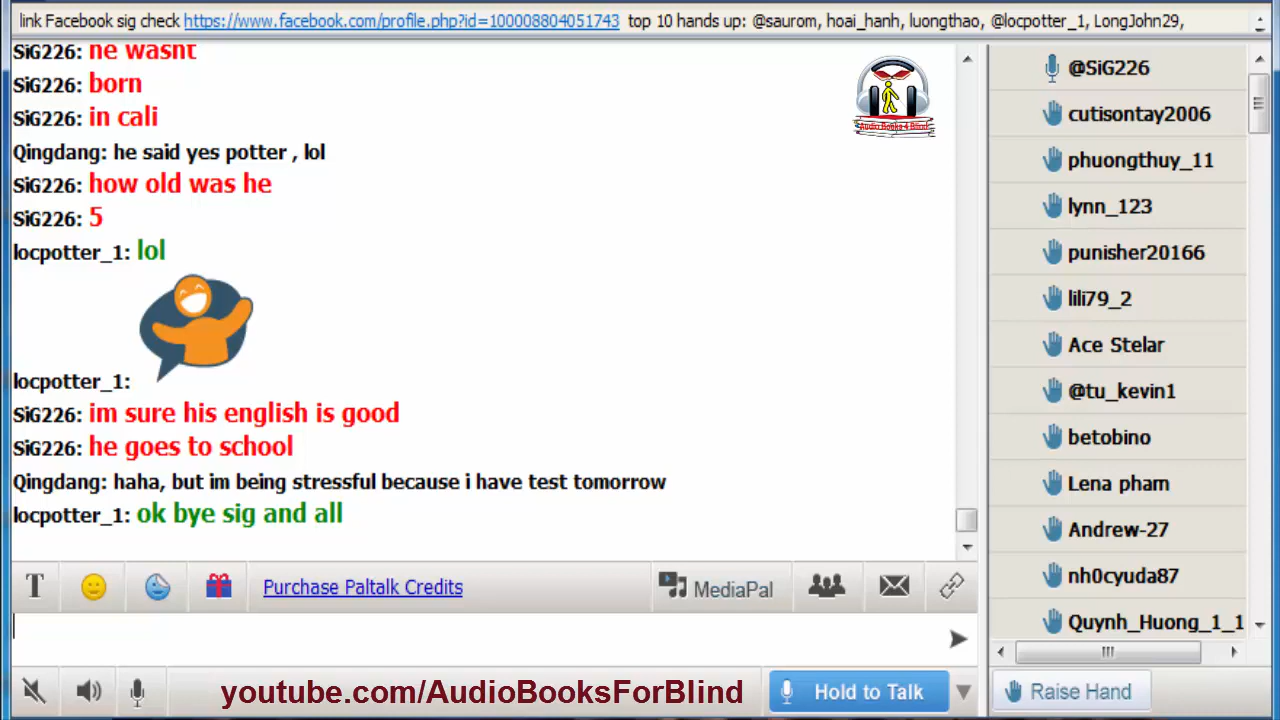 link Facebook sig check https://www.facebook.com/profile.php?id=100008804051743 top 10 hands up: @saurom, hoai_hanh, luongthao, @locpotter_1, LongJohn29,
SiG226: he wasnt
SiG226: born
SiG226: in cali
Qingdang: he said yes potter , lol
SiG226: how old was he
SiG226: 5
locpotter_1: lol
locpotter_1:
SiG226: im sure his english is good
SiG226: he goes to school
Qingdang: haha, but im being stressful because i have test tomorrow
locpotter_1: ok bye sig and all
Audio Books 4 Blind
T Purchase Paltalk Credits MediaPal
youtube.com/AudioBooksForBlind Hold to Talk
@SiG226
cutisontay2006
phuongthuy_11
lynn_123
punisher20166
lili79_2
Ace Stelar
@tu_kevin1
betobino
Lena pham
Andrew-27
nh0cyuda87
Quynh_Huong_1_1
Raise Hand